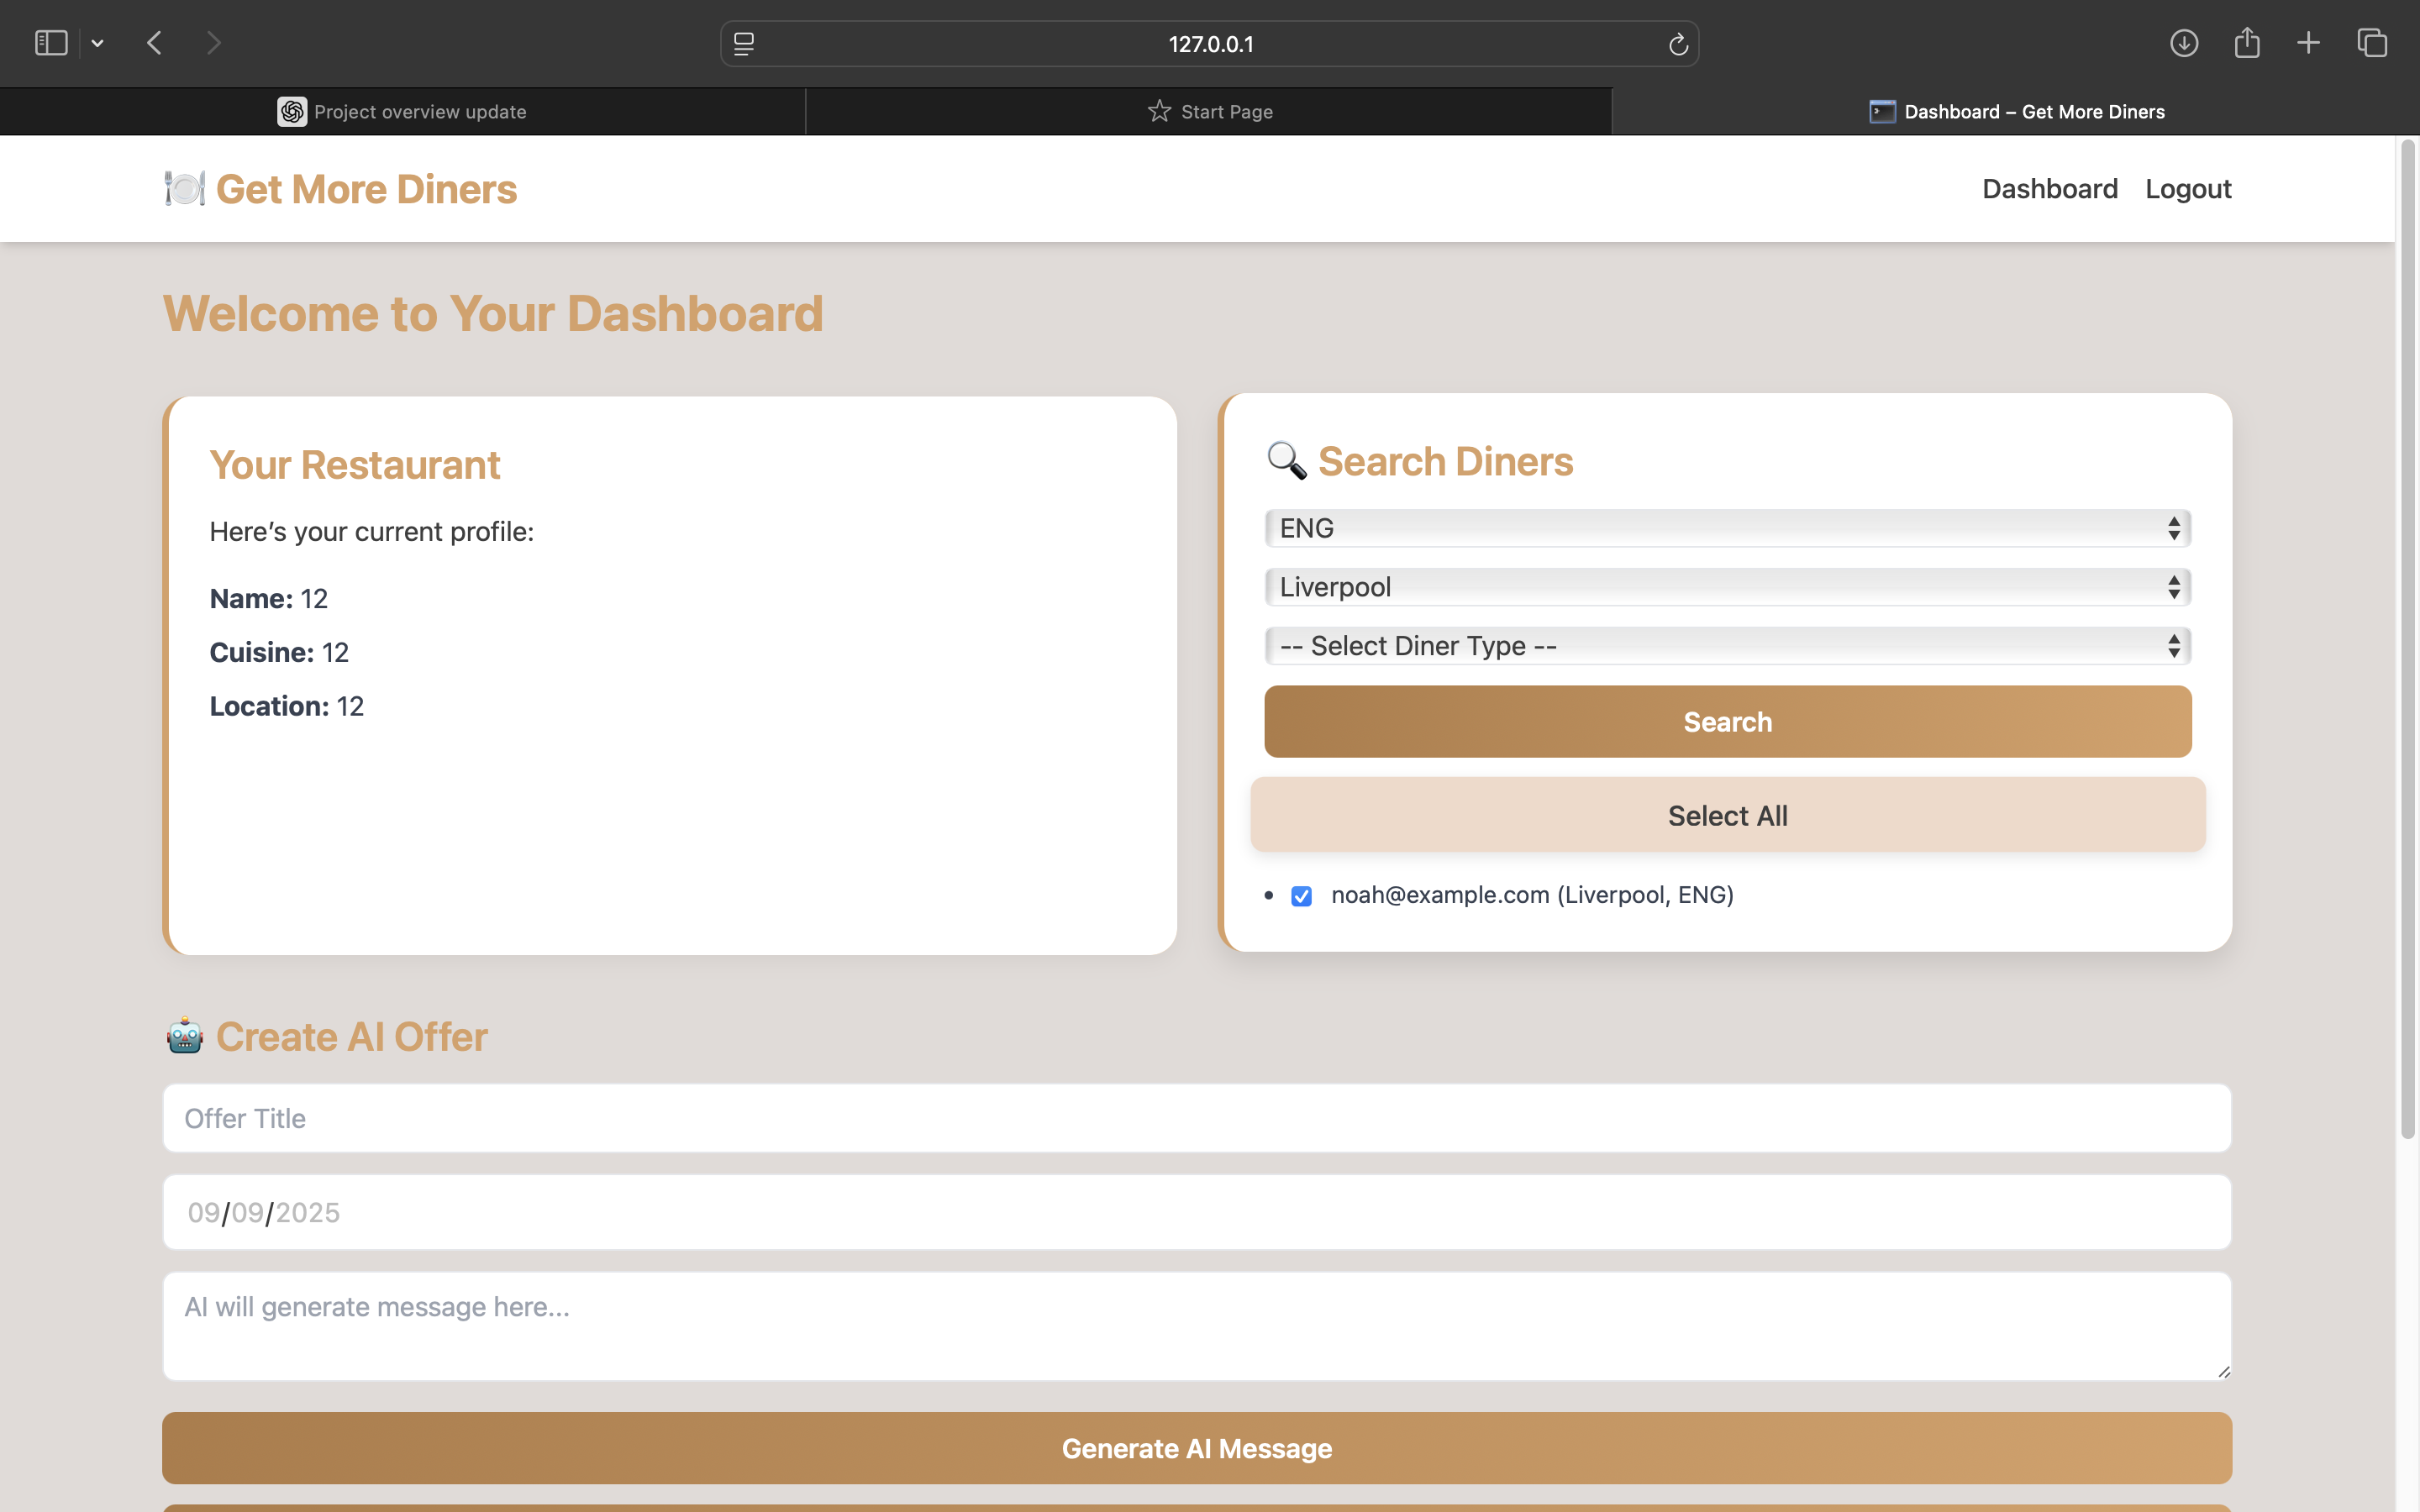 127.0.0.1
Project overview update
Start Page
Dashboard – Get More Diners
Get More Diners
Dashboard
Logout
Welcome to Your Dashboard
Your Restaurant
Here’s your current profile:
Name: 12
Cuisine: 12
Location: 12
Search Diners
ENG
Liverpool
-- Select Diner Type --
Search
Select All
noah@example.com (Liverpool, ENG)
Create AI Offer
Offer Title
09/09/2025
AI will generate message here...
Generate AI Message